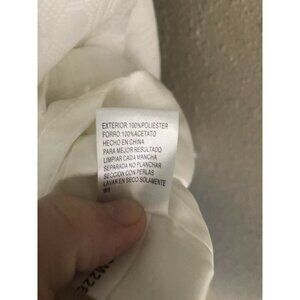 EXTERIOR:100%POLIESTER
FORRO:100%ACETATO
HECHO EN CHINA
PARA MEJOR RESULTADO
LIMPIAR CADA MANCHA
SEPARADA NO PLANCHAR
SECCION CON PERLAS
LAVAR EN SECO SOLAMENTE